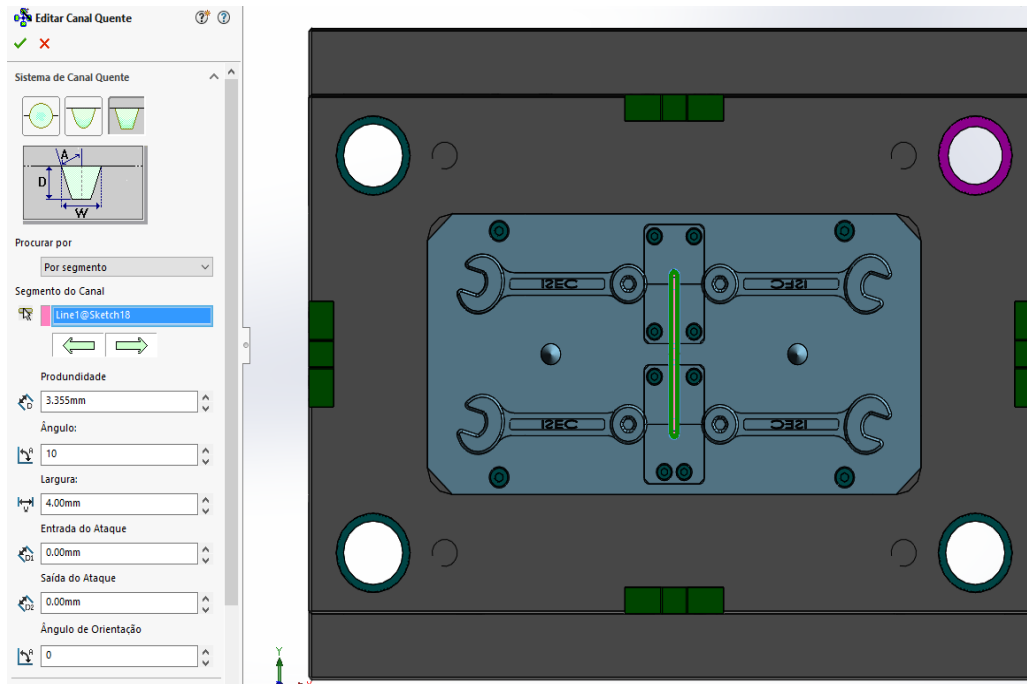 Editar Canal Quente
Sistema de Canal Quente
A
D
W
Procurar por
Por segmento
Segmento do Canal
Line1@Sketch18
Produndidade
3.355mm
Ângulo:
10
Largura:
4.00mm
Entrada do Ataque
0.00mm
Saída do Ataque
0.00mm
Ângulo de Orientação
0
ISEC
ISEC
ISEC
ISEC
Y